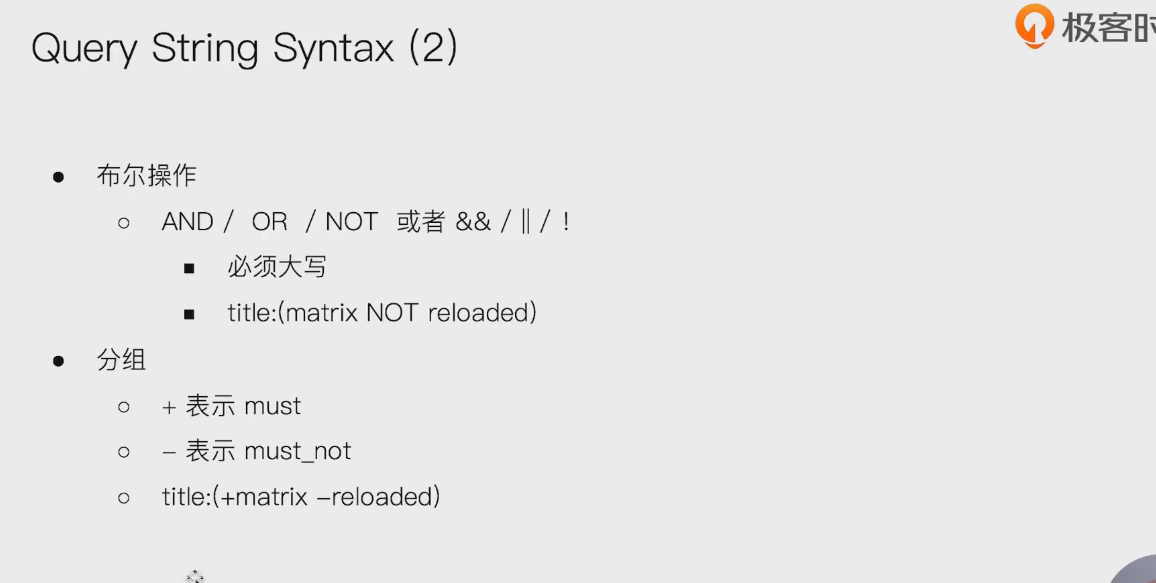 Query String Syntax (2)
极客时
● 布尔操作
○ AND / OR / NOT 或者 && / || / !
■ 必须大写
■ title:(matrix NOT reloaded)
● 分组
○ + 表示 must
○ – 表示 must_not
○ title:(+matrix –reloaded)